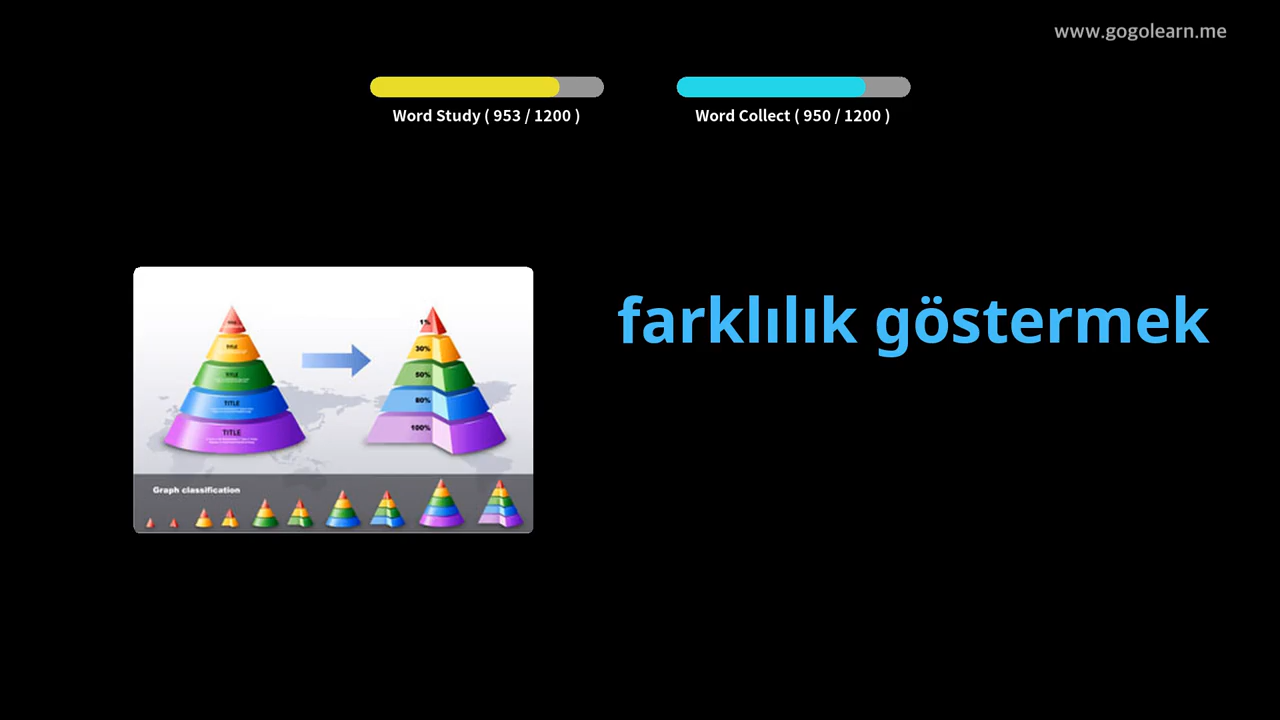 www.gogolearn.me
Word Study ( 953 / 1200 )
Word Collect ( 950 / 1200 )
farklılık göstermek
1%
30%
TITLE
50%
TITLE
80%
TITLE
100%
TITLE
Graph classification